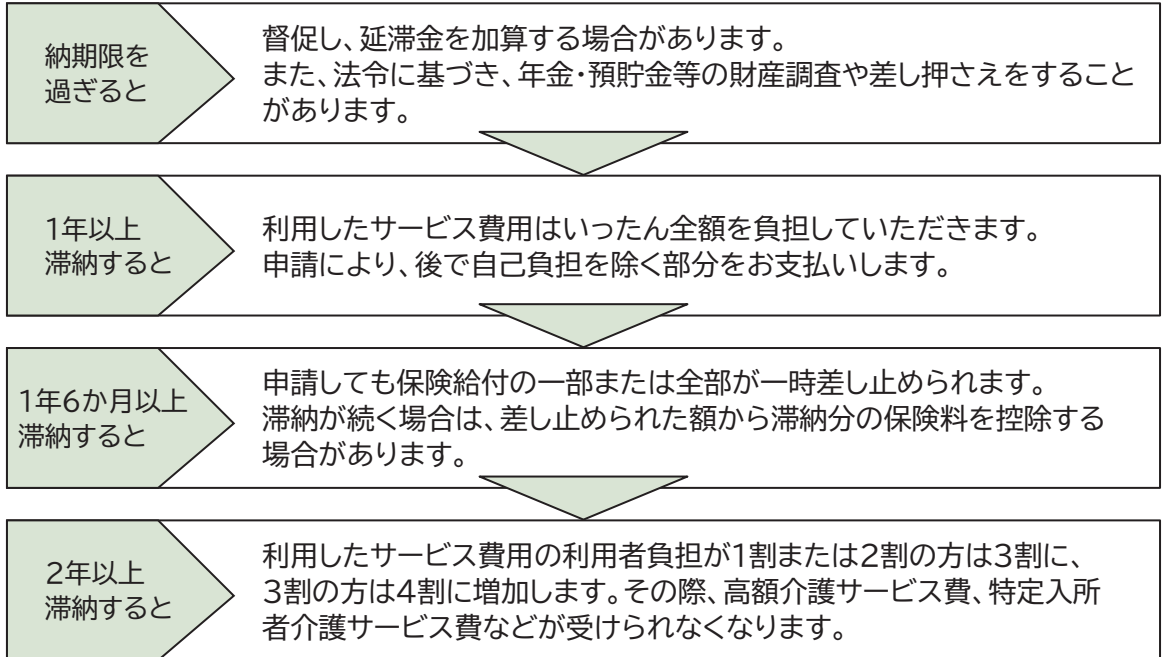 納期限を
過ぎると
督促し、延滞金を加算する場合があります。
また、法令に基づき、年金・預貯金等の財産調査や差し押さえをすること
があります。
1年以上
滞納すると
利用したサービス費用はいったん全額を負担していただきます。
申請により、後で自己負担を除く部分をお支払いします。
1年6か月以上
滞納すると
申請しても保険給付の一部または全部が一時差し止められます。
滞納が続く場合は、差し止められた額から滞納分の保険料を控除する
場合があります。
2年以上
滞納すると
利用したサービス費用の利用者負担が1割または2割の方は3割に、
3割の方は4割に増加します。その際、高額介護サービス費、特定入所
者介護サービス費などが受けられなくなります。